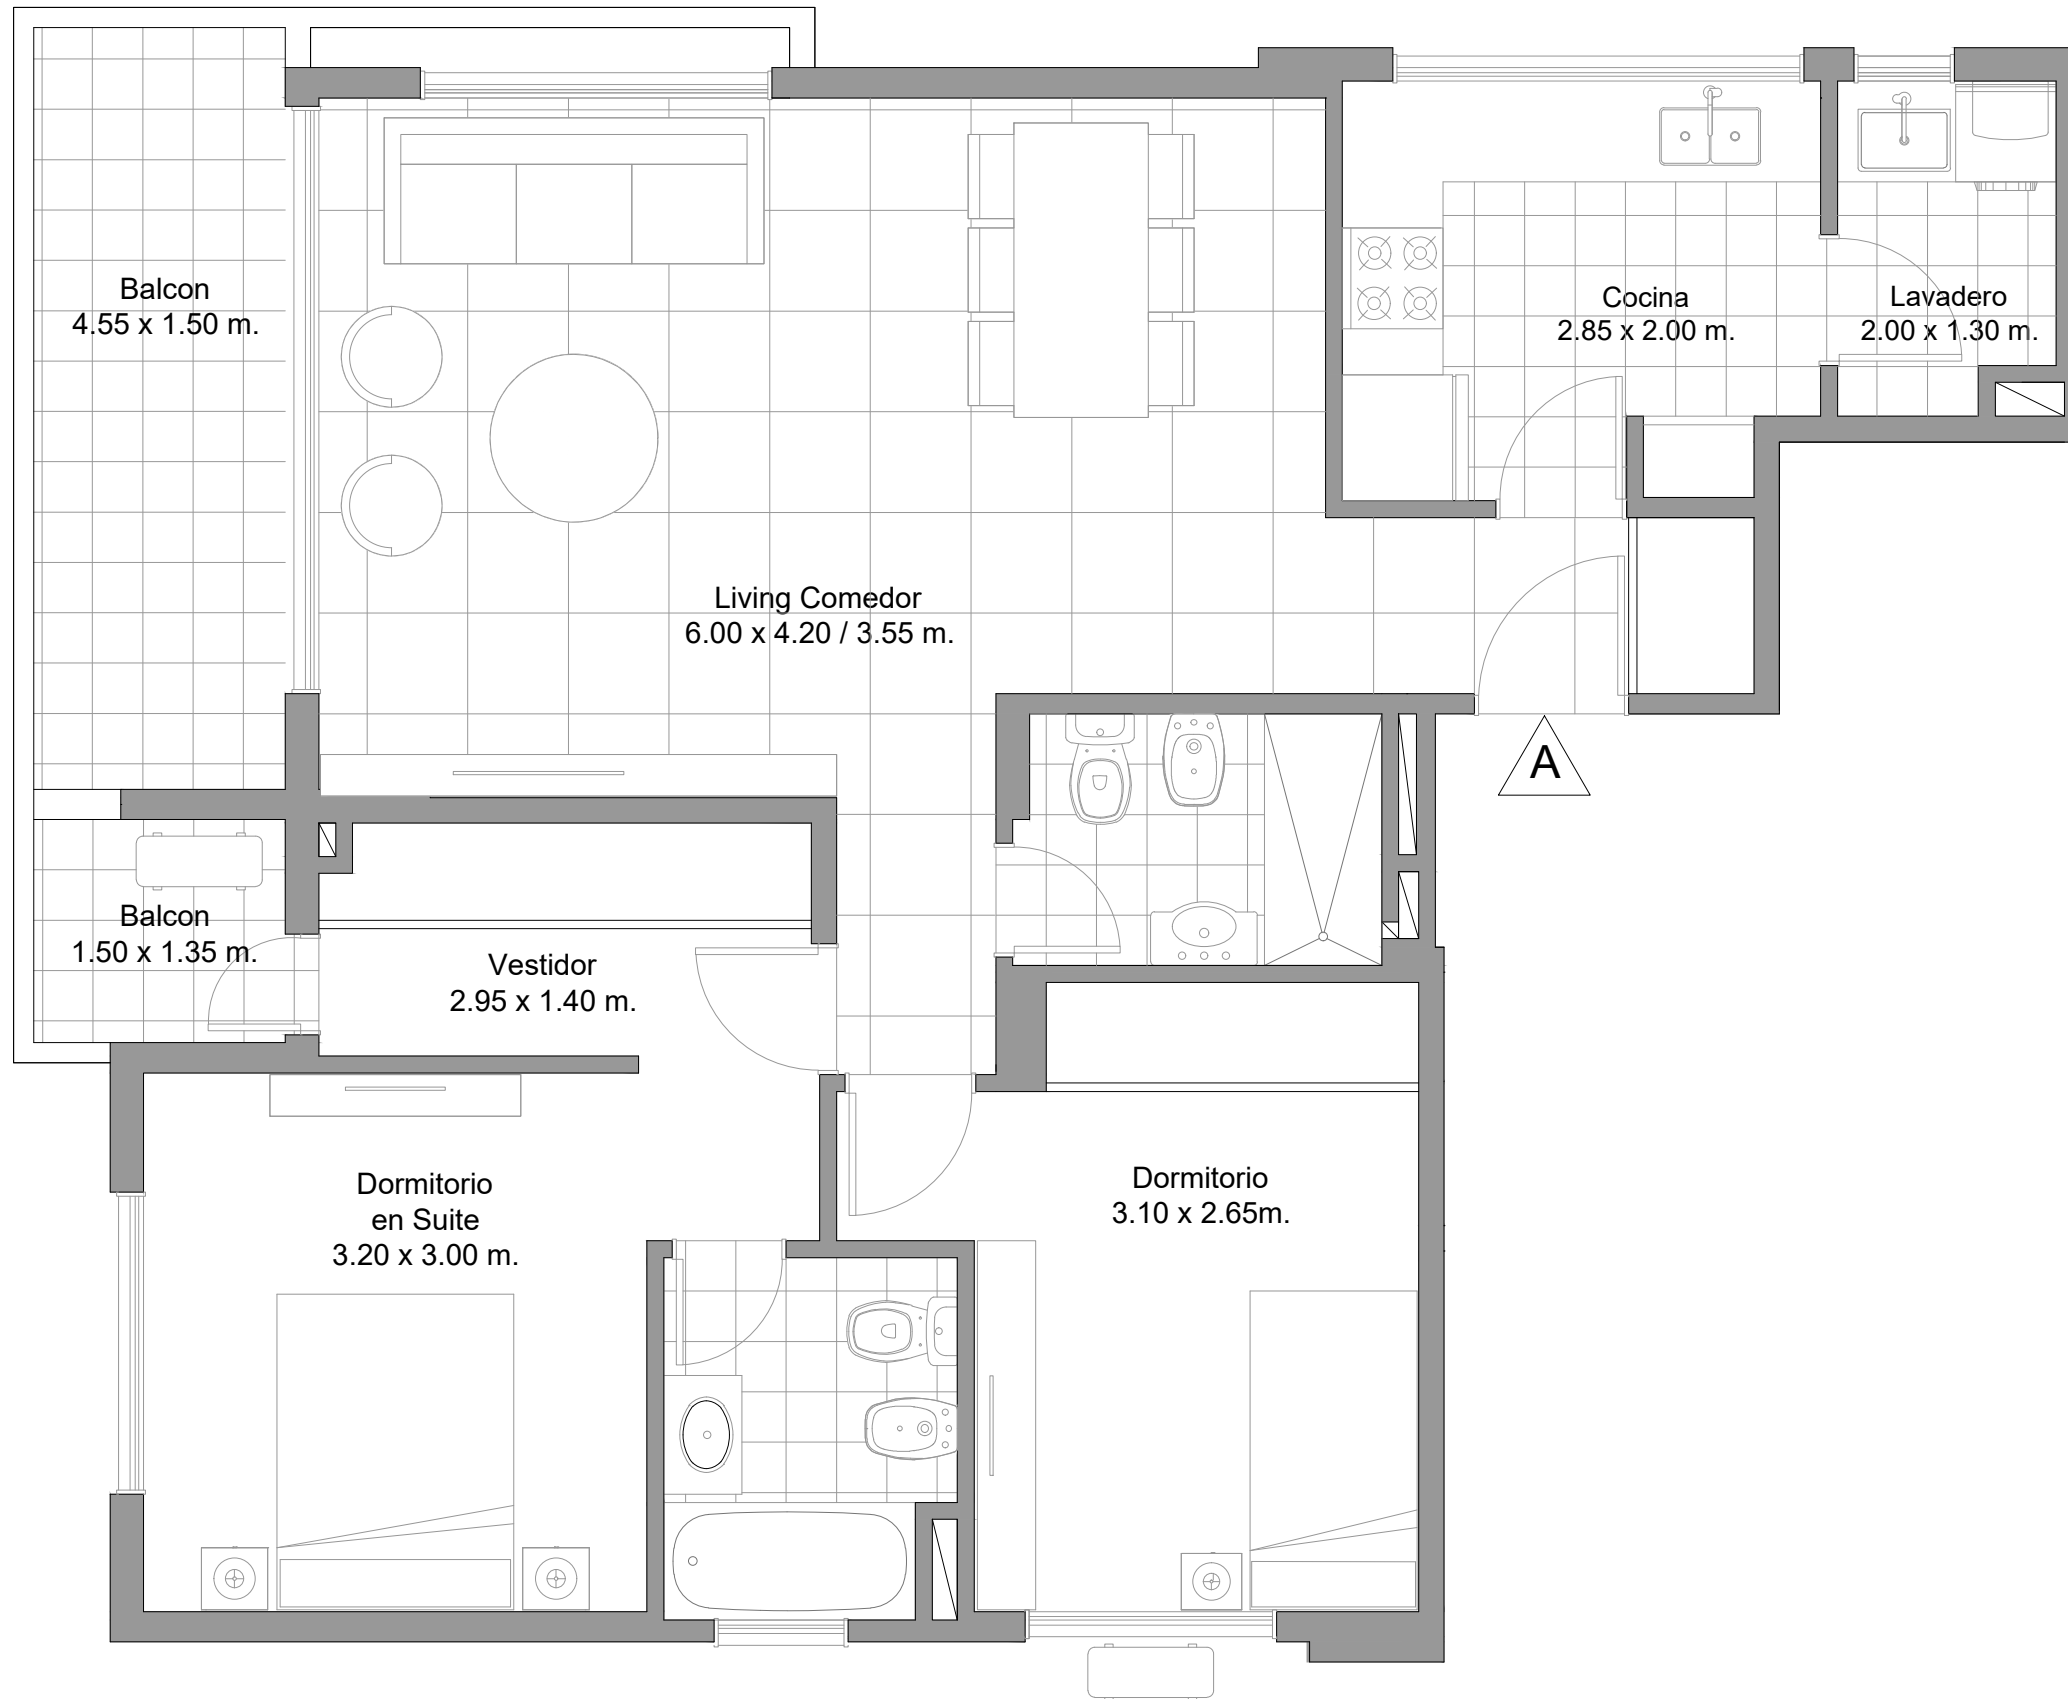 Balcon
4.55 x 1.50 m.
Cocina
2.85 x 2.00 m.
Lavadero
2.00 x 1.30 m.
Living Comedor
6.00 x 4.20 / 3.55 m.
A
Balcon
1.50 x 1.35 m.
Vestidor
2.95 x 1.40 m.
Dormitorio
en Suite
3.20 x 3.00 m.
Dormitorio
3.10 x 2.65m.